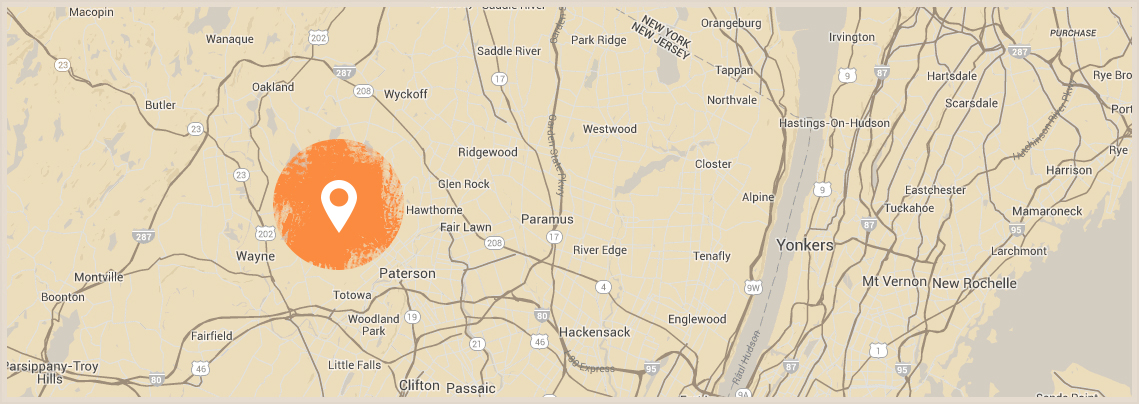 Saddle River
Macopin
Orangeburg
NEW YORK
NEW JERSEY
Wanaque
202
Park Ridge
Irvington
PURCHASE
Saddle River
287
23
287
Tappan
9
87
Hartsdale
Rye Bro
17
Oakland
208
Wyckoff
Northvale
Scarsdale
Butler
Port
23
Westwood
Hastings-On-Hudson
Garden State Pkwy
Hutchinson River Pkwy
Ridgewood
Rye
Closter
Harrison
23
Glen Rock
9
Eastchester
Alpine
Hawthorne
Tuckahoe
Mamaroneck
Paramus
Fair Lawn
87
95
202
287
17
208
Yonkers
River Edge
Larchmont
Wayne
Tenafly
Paterson
Montville
Mt Vernon
New Rochelle
4
9W
Totowa
Boonton
19
80
Woodland
Park
Englewood
Hackensack
Fairfield
21
46
1
Raul Hudson
Little Falls
Parsippany-Troy
Hills
46
I-80 Express
95
87
95
80
Clifton
Passaic
9A
Sands Point